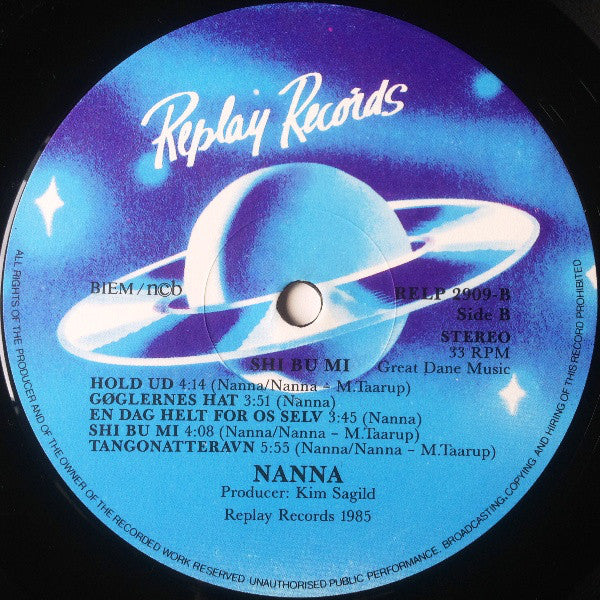 Replay Records
BIEM/ncb
RELP 2909-B
Side B
STEREO
33 RPM
SHI BU MI
Great Dane Music
HOLD UD 4:14 (Nanna/Nanna - M.Taarup)
GØGLERNES HAT 3:51 (Nanna)
EN DAG HELT FOR OS SELV 3:45 (Nanna)
SHI BU MI 4:08 (Nanna/Nanna - M.Taarup)
TANGONATTERAVN 5:55 (Nanna/Nanna - M.Taarup)
NANNA
Producer: Kim Sagild
Replay Records 1985
ALL RIGHTS OF THE PRODUCER AND OF THE OWNER OF THE RECORDED WORK RESERVED UNAUTHORISED PUBLIC PERFORMANCE BROADCASTING, COPYING AND HIRING OF THIS RECORD PROHIBITED